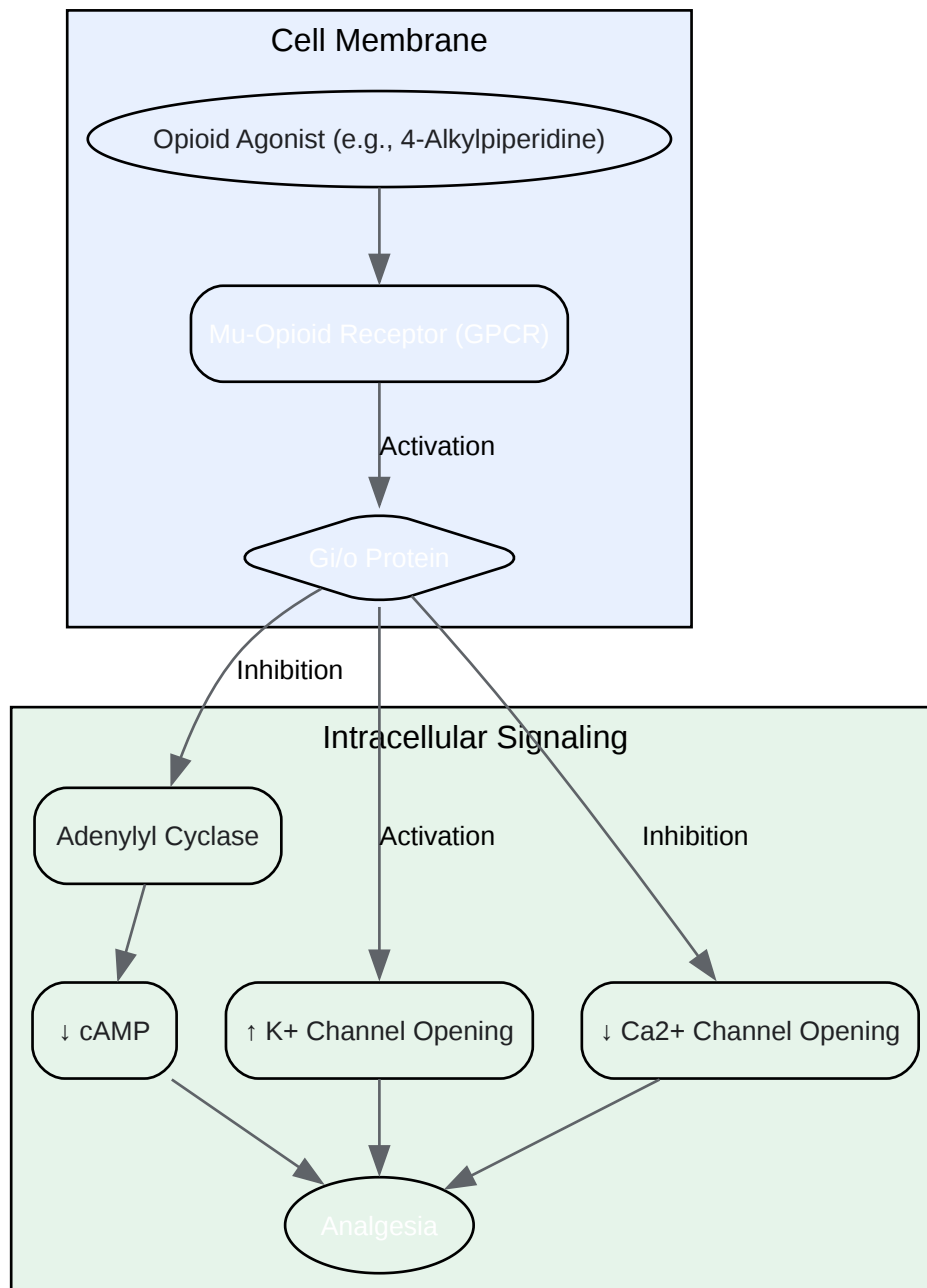 Cell Membrane
Opioid Agonist (e.g., 4-Alkylpiperidine)
Mu-Opioid Receptor (GPCR)
Activation
Gi/o Protein
Inhibition
Intracellular Signaling
Adenylyl Cyclase
Activation
Inhibition
↓ cAMP
↑ K+ Channel Opening
↓ Ca2+ Channel Opening
Analgesia